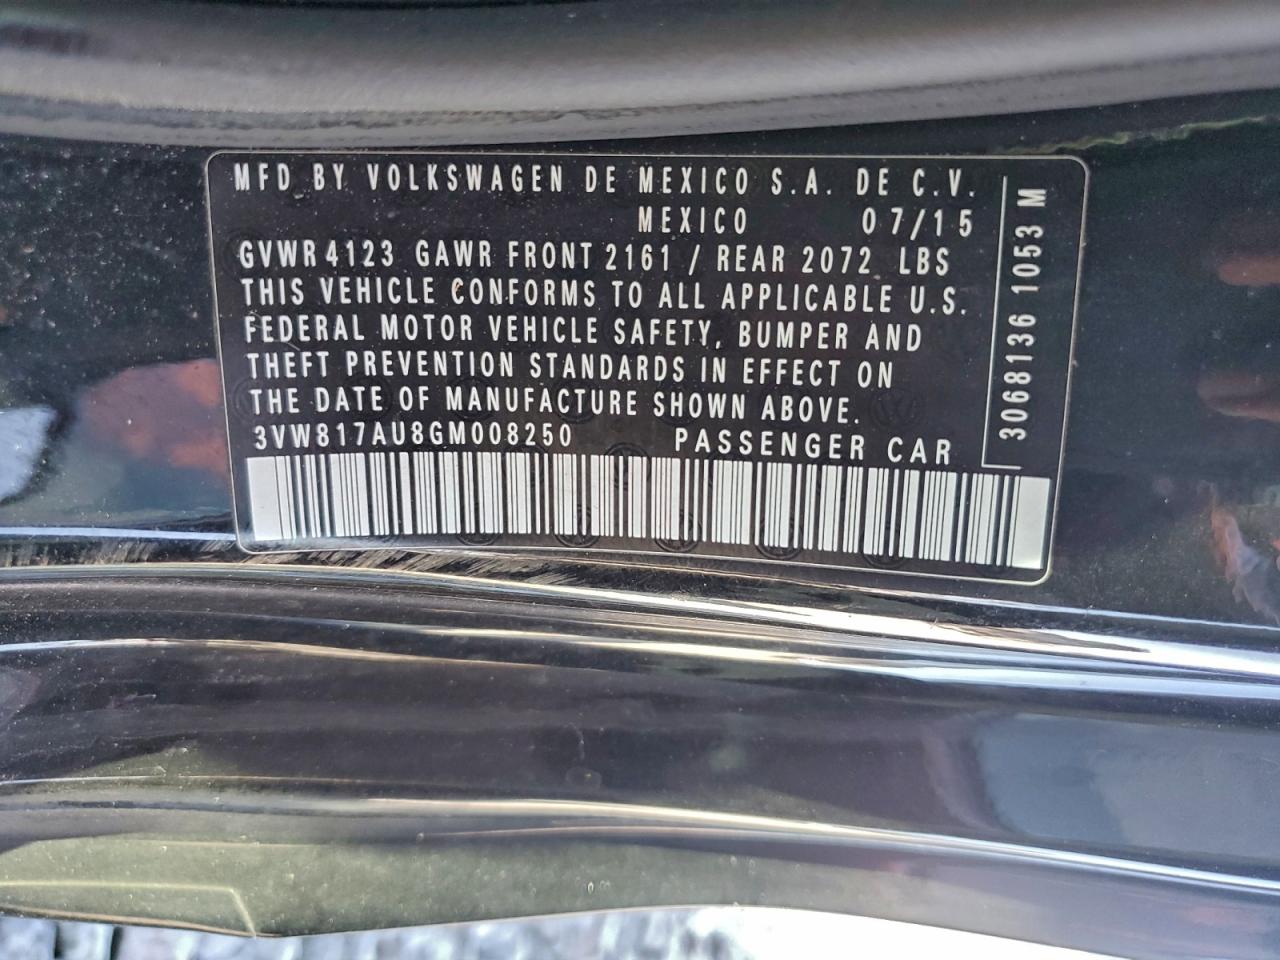 MFD BY VOLKSWAGEN DE MEXICO S.A. DE C.V.
MEXICO 07/15
GVWR 4123 GAWR FRONT 2161 / REAR 2072 LBS
THIS VEHICLE CONFORMS TO ALL APPLICABLE U.S.
FEDERAL MOTOR VEHICLE SAFETY, BUMPER AND
THEFT PREVENTION STANDARDS IN EFFECT ON
THE DATE OF MANUFACTURE SHOWN ABOVE.
3VW817AU8GM008250 PASSENGER CAR
3068136 1053 M